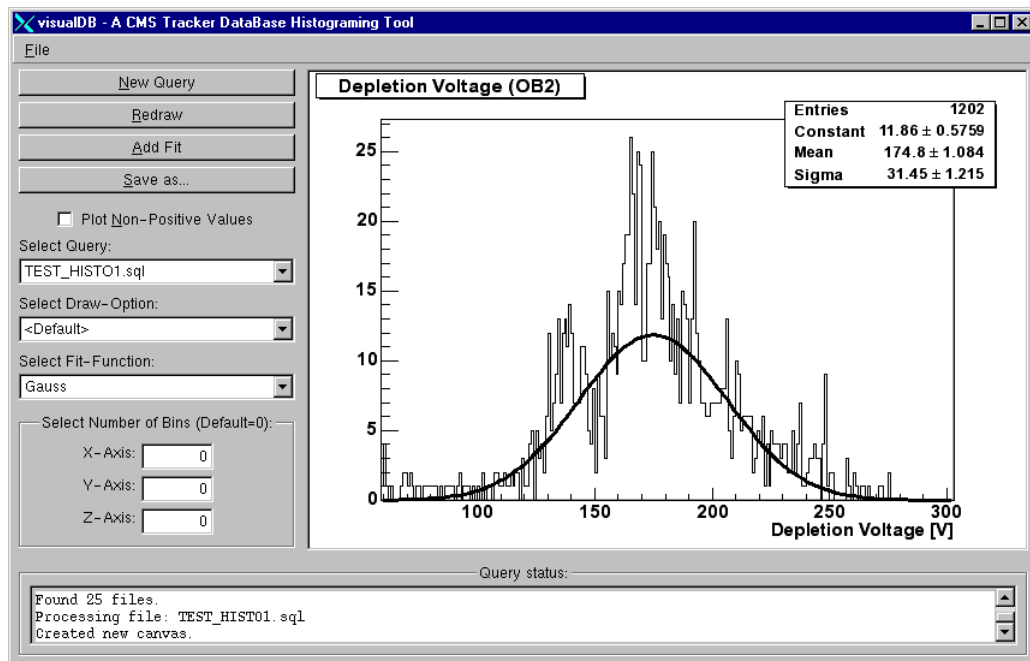 visualDB - A CMS Tracker DataBase Histograming Tool
File
New Query
Redraw
Add Fit
Save as...
Plot Non-Positive Values
Select Query:
TEST_HISTO1.sql
Select Draw-Option:
<Default>
Select Fit-Function:
Gauss
Select Number of Bins (Default=0):
X-Axis: 0
Y-Axis: 0
Z-Axis: 0
Depletion Voltage (OB2)
Entries 1202
Constant 11.86 ± 0.5759
Mean 174.8 ± 1.084
Sigma 31.45 ± 1.215
25
20
15
10
5
0
100 150 200 250 300
Depletion Voltage [V]
Query status:
Found 25 files.
Processing file: TEST_HISTO1.sql
Created new canvas.